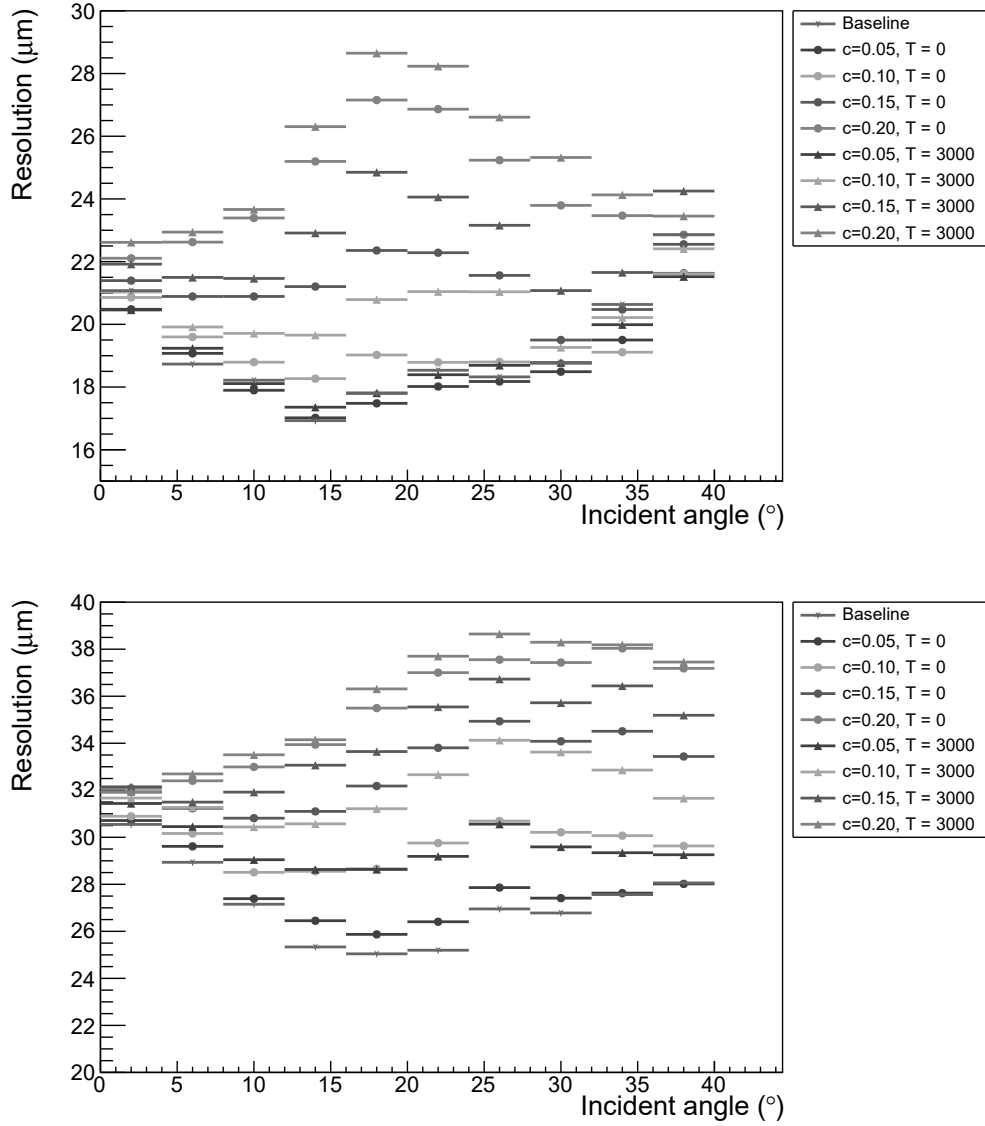 Resolution (μm)
30
28
26
24
22
20
18
16
0 5 10 15 20 25 30 35 40
Incident angle (°)
Baseline
c=0.05, T = 0
c=0.10, T = 0
c=0.15, T = 0
c=0.20, T = 0
c=0.05, T = 3000
c=0.10, T = 3000
c=0.15, T = 3000
c=0.20, T = 3000
Resolution (μm)
40
38
36
34
32
30
28
26
24
22
20
0 5 10 15 20 25 30 35 40
Incident angle (°)
Baseline
c=0.05, T = 0
c=0.10, T = 0
c=0.15, T = 0
c=0.20, T = 0
c=0.05, T = 3000
c=0.10, T = 3000
c=0.15, T = 3000
c=0.20, T = 3000